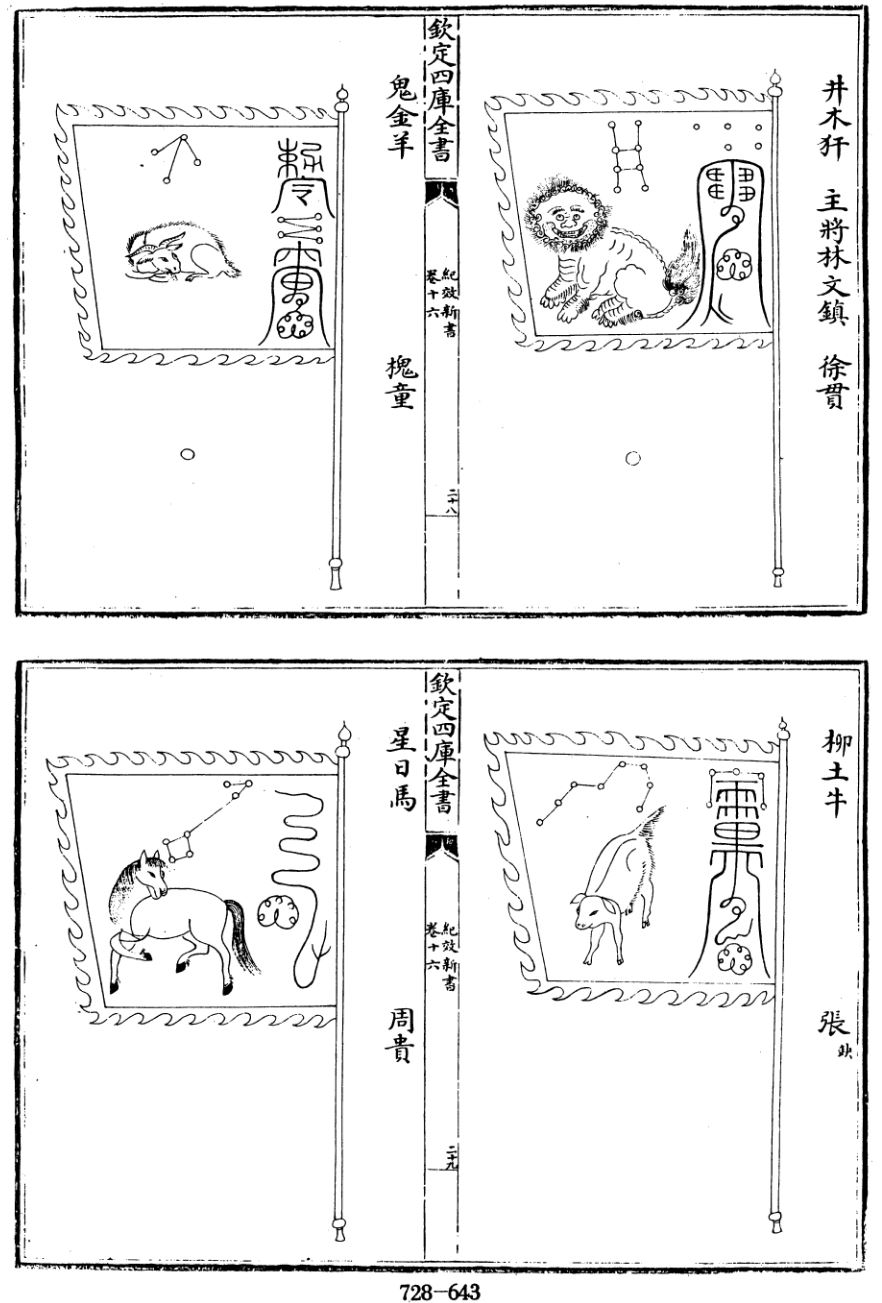 井木犴　主將林文鎮　徐貫
欽定四庫全書
紀效新書
卷十六
二十八
鬼金羊　槐童
柳土牛　張缺
欽定四庫全書
紀效新書
卷十六
二十九
星日馬　周貴
728-643